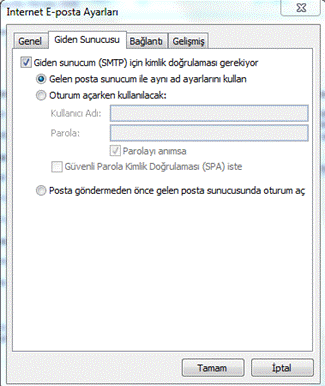 Internet E-posta Ayarları
Genel Giden Sunucusu Bağlantı Gelişmiş
Giden sunucum (SMTP) için kimlik doğrulaması gerekiyor
Gelen posta sunucum ile aynı ad ayarlarını kullan
Oturum açarken kullanılacak:
Kullanıcı Adı:
Parola:
Parolayı anımsa
Güvenli Parola Kimlik Doğrulaması (SPA) iste
Posta göndermeden önce gelen posta sunucusunda oturum aç
Tamam İptal